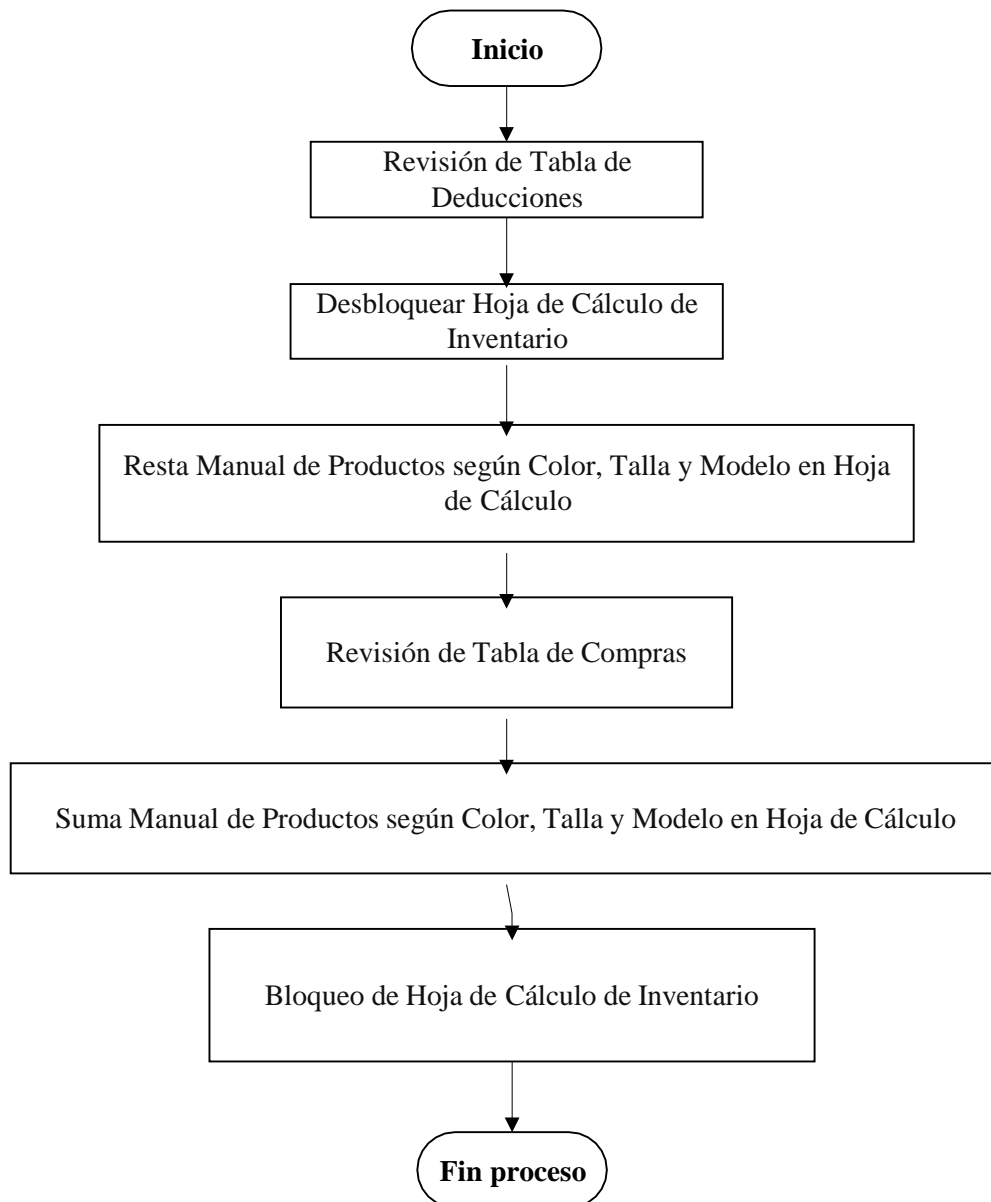 Inicio
Revisión de Tabla de
Deducciones
Desbloquear Hoja de Cálculo de
Inventario
Resta Manual de Productos según Color, Talla y Modelo en Hoja
de Cálculo
Revisión de Tabla de Compras
Suma Manual de Productos según Color, Talla y Modelo en Hoja de Cálculo
Bloqueo de Hoja de Cálculo de Inventario
Fin proceso